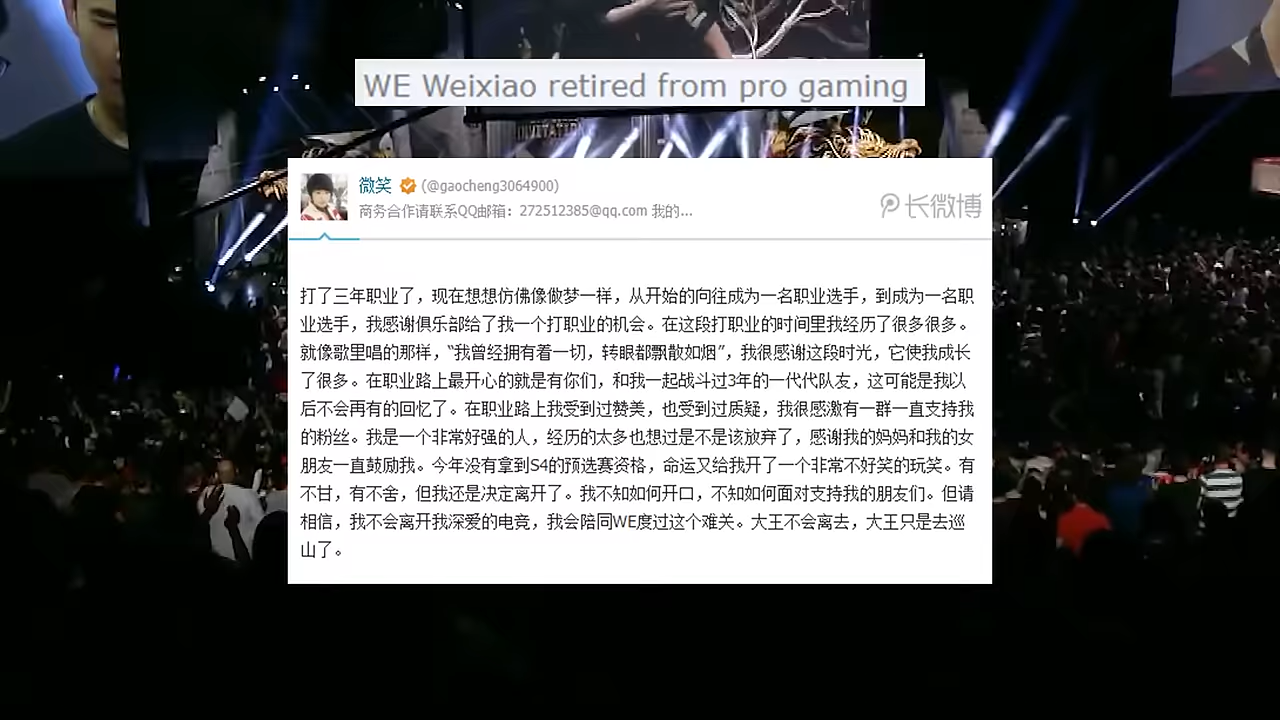 WE Weixiao retired from pro gaming
微笑 (@gaocheng3064900)
商务合作请联系QQ邮箱：272512385@qq.com 我的...
长微博
打了三年职业了，现在想想仿佛像做梦一样，从开始的向往成为一名职业选手，到成为一名职
业选手，我感谢俱乐部给了我一个打职业的机会。在这段打职业的时间里我经历了很多很多。
就像歌里唱的那样，“我曾经拥有着一切，转眼都飘散如烟”，我很感谢这段时光，它使我成长
了很多。在职业路上最开心的就是有你们，和我一起战斗过3年的一代代队友，这可能是我以
后不会再有的回忆了。在职业路上我受到过赞美，也受到过质疑，我很感激有一群一直支持我
的粉丝。我是一个非常好强的人，经历的太多也想过是不是该放弃了，感谢我的妈妈和我的女
朋友一直鼓励我。今年没有拿到S4的预选赛资格，命运又给我开了一个非常不好笑的玩笑。有
不甘，有不舍，但我还是决定离开了。我不知如何开口，不知如何面对支持我的朋友们。但请
相信，我不会离开我深爱的电竞，我会陪同WE度过这个难关。大王不会离去，大王只是去巡
山了。